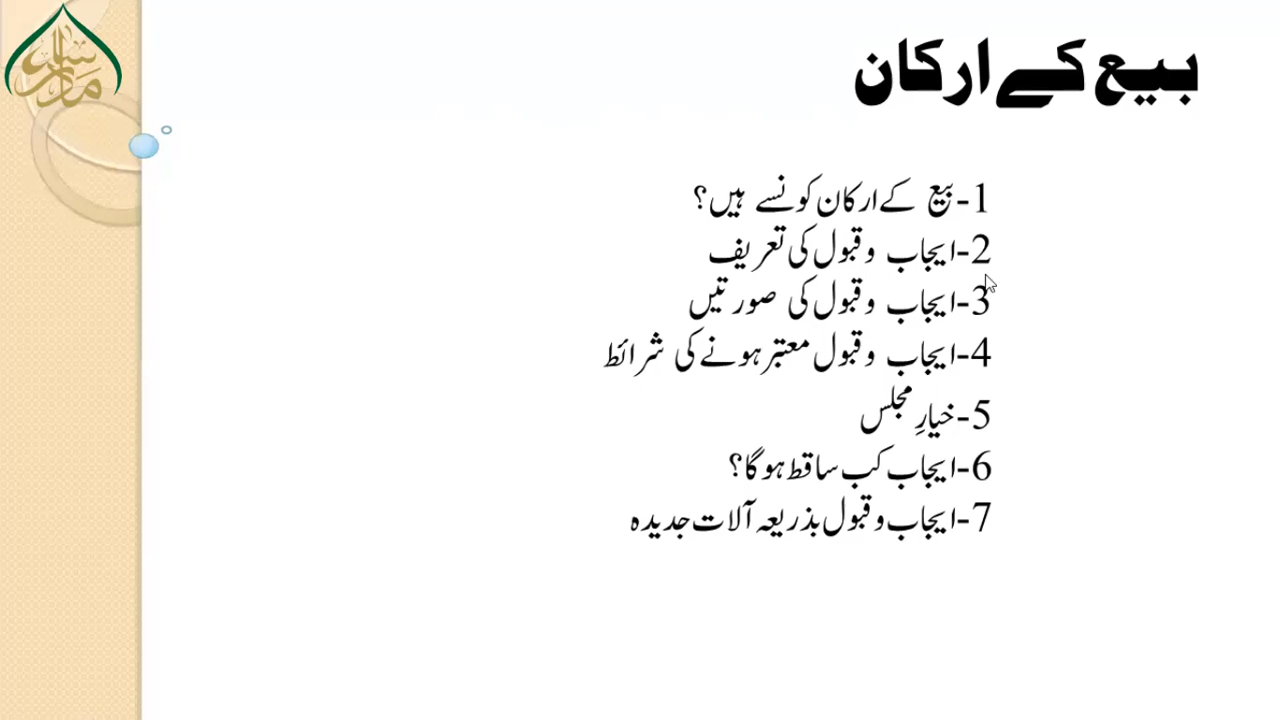 بیع کے ارکان
1-بیع کے ارکان کونسے ہیں؟
2-ایجاب وقبول کی تعریف
3-ایجاب وقبول کی صورتیں
4-ایجاب وقبول معتبر ہونے کی شرائط
5-خیارِ مجلس
6-ایجاب کب ساقط ہوگا؟
7-ایجاب وقبول بذریعہ آلات جدیدہ